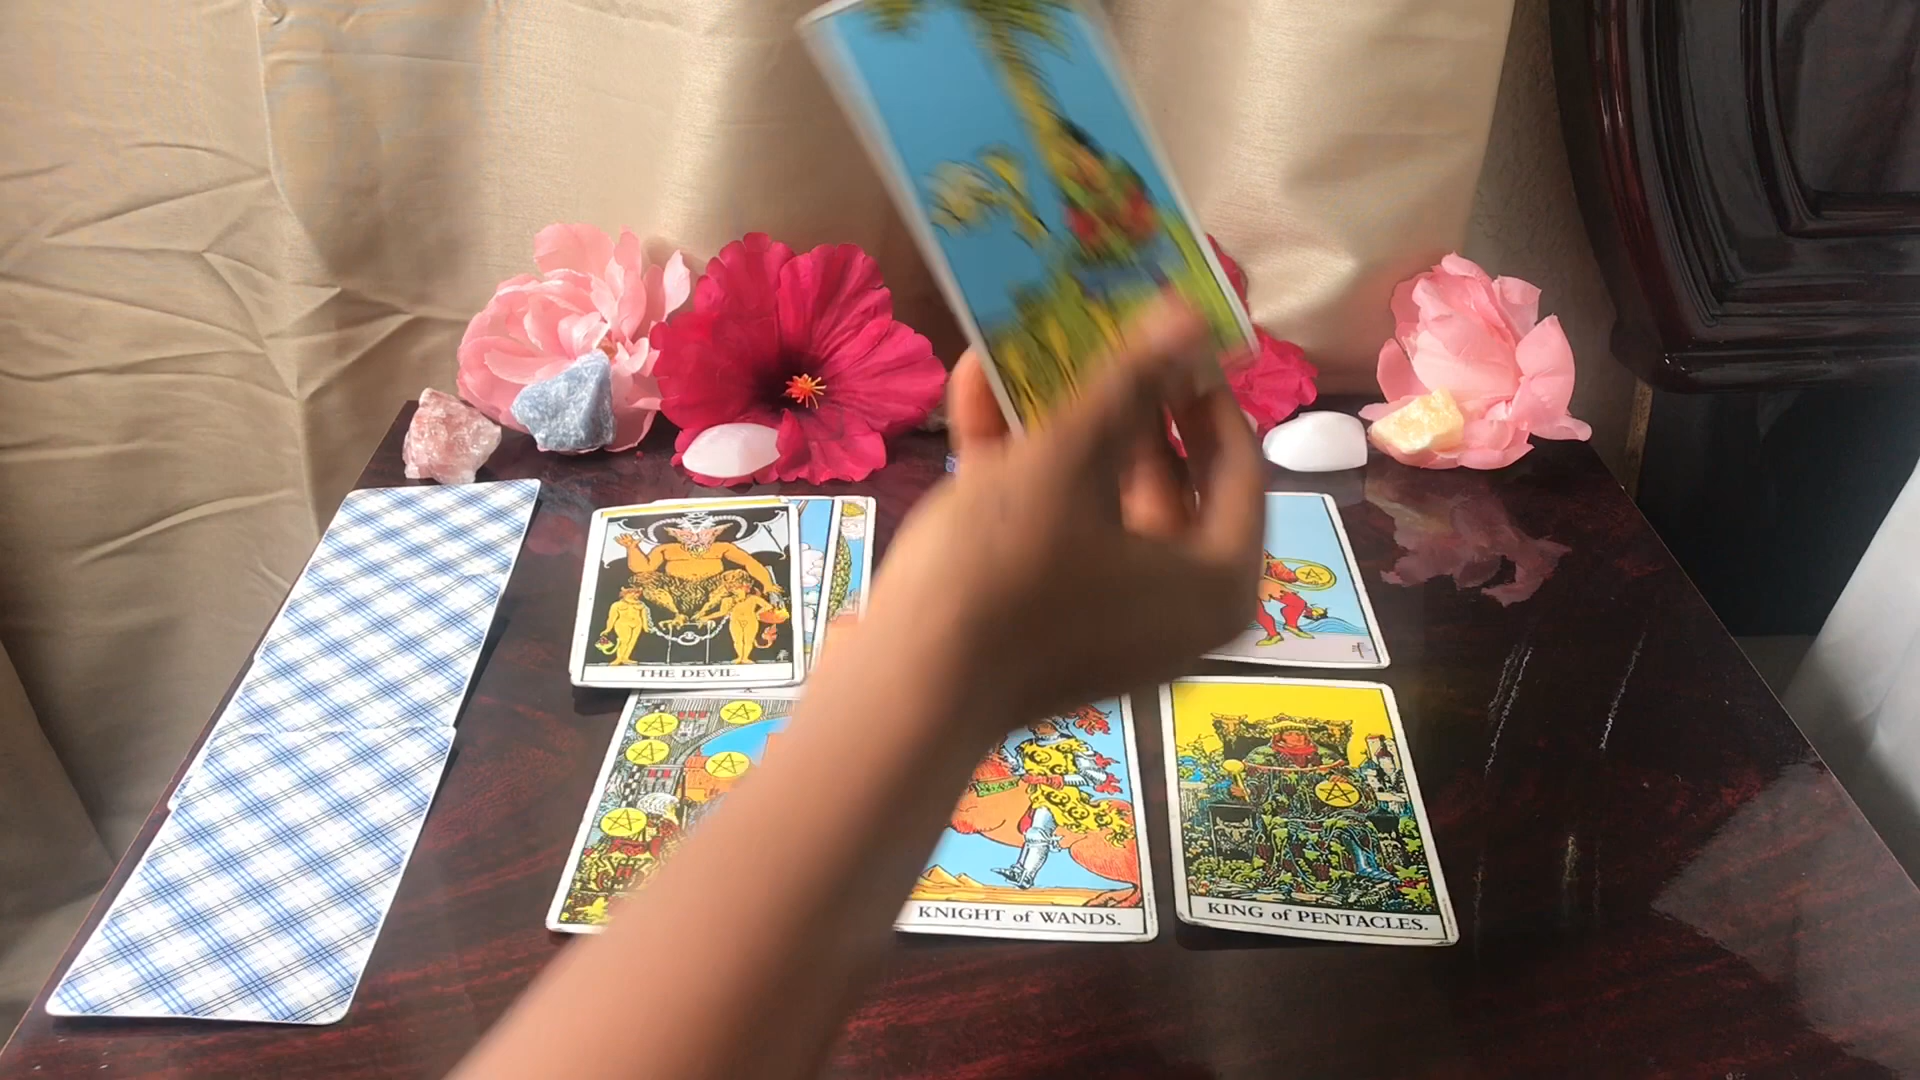 THE DEVIL.
KNIGHT of WANDS.
KING of PENTACLES.